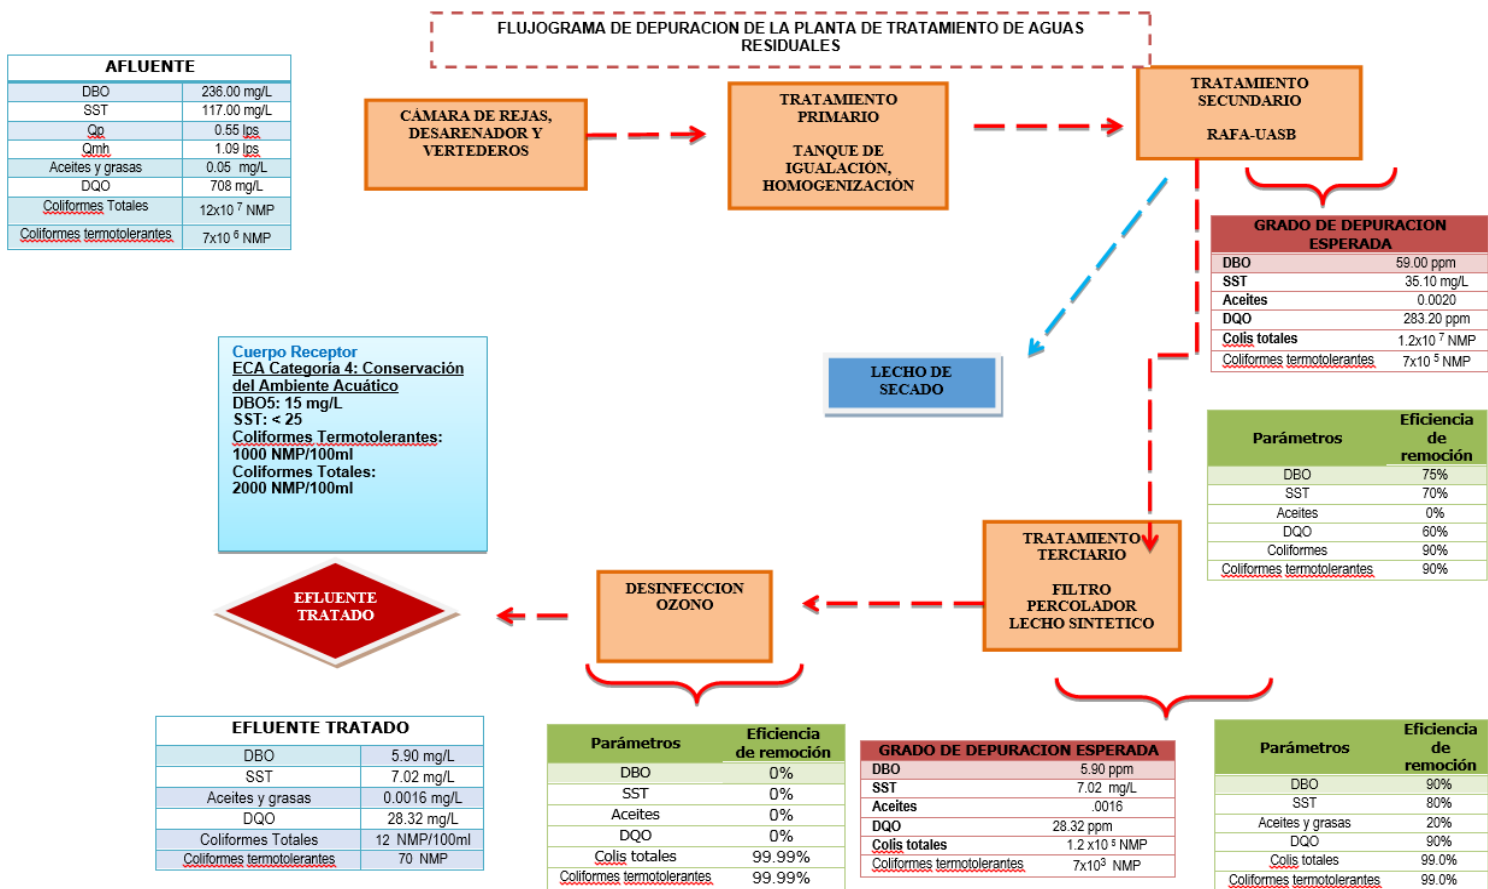 FLUJOGRAMA DE DEPURACION DE LA PLANTA DE TRATAMIENTO DE AGUAS
RESIDUALES
AFLUENTE
DBO 236.00 mg/L
SST 117.00 mg/L
Qp 0.55 lps
Qmh 1.09 lps
Aceites y grasas 0.05 mg/L
DQO 708 mg/L
Coliformes Totales 12x10 7 NMP
Coliformes termotolerantes 7x10 6 NMP
CÁMARA DE REJAS,
DESARENADOR Y
VERTEDEROS
TRATAMIENTO
PRIMARIO
TANQUE DE
IGUALACIÓN,
HOMOGENIZACIÓN
TRATAMIENTO
SECUNDARIO
RAFA-UASB
GRADO DE DEPURACION
ESPERADA
DBO 59.00 ppm
SST 35.10 mg/L
Aceites 0.0020
DQO 283.20 ppm
Colis totales 1.2x10 7 NMP
Coliformes termotolerantes 7x10 5 NMP
Cuerpo Receptor
ECA Categoría 4: Conservación
del Ambiente Acuático
DBO5: 15 mg/L
SST: < 25
Coliformes Termotolerantes:
1000 NMP/100ml
Coliformes Totales:
2000 NMP/100ml
LECHO DE
SECADO
Parámetros Eficiencia
de
remoción
DBO 75%
SST 70%
Aceites 0%
DQO 60%
Coliformes 90%
Coliformes termotolerantes 90%
TRATAMIENTO
TERCIARIO
FILTRO
PERCOLADOR
LECHO SINTETICO
DESINFECCION
OZONO
EFLUENTE
TRATADO
EFLUENTE TRATADO
DBO 5.90 mg/L
SST 7.02 mg/L
Aceites y grasas 0.0016 mg/L
DQO 28.32 mg/L
Coliformes Totales 12 NMP/100ml
Coliformes termotolerantes 70 NMP
Parámetros Eficiencia
de remoción
DBO 0%
SST 0%
Aceites 0%
DQO 0%
Colis totales 99.99%
Coliformes termotolerantes 99.99%
GRADO DE DEPURACION ESPERADA
DBO 5.90 ppm
SST 7.02 mg/L
Aceites .0016
DQO 28.32 ppm
Colis totales 1.2 x10 5 NMP
Coliformes termotolerantes 7x103 NMP
Parámetros Eficiencia
de
remoción
DBO 90%
SST 80%
Aceites y grasas 20%
DQO 90%
Colis totales 99.0%
Coliformes termotolerantes 99.0%